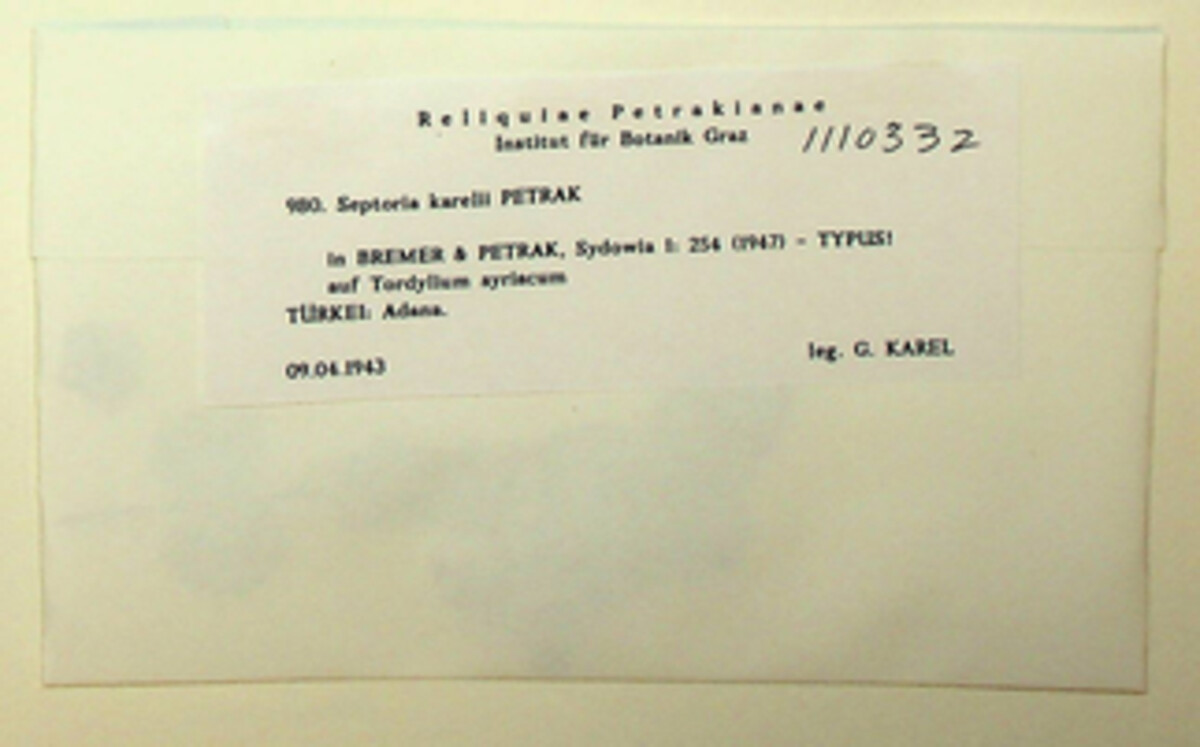 Reliquiae Petrakianae
Institut für Botanik Graz 1110332
980. Septoria karelii PETRAK
in BREMER & PETRAK, Sydowia 1: 254 (1947) - TYPUS!
auf Tordylium syriacum
TÜRKEI: Adana.
09.04.1943 leg. G. KAREL